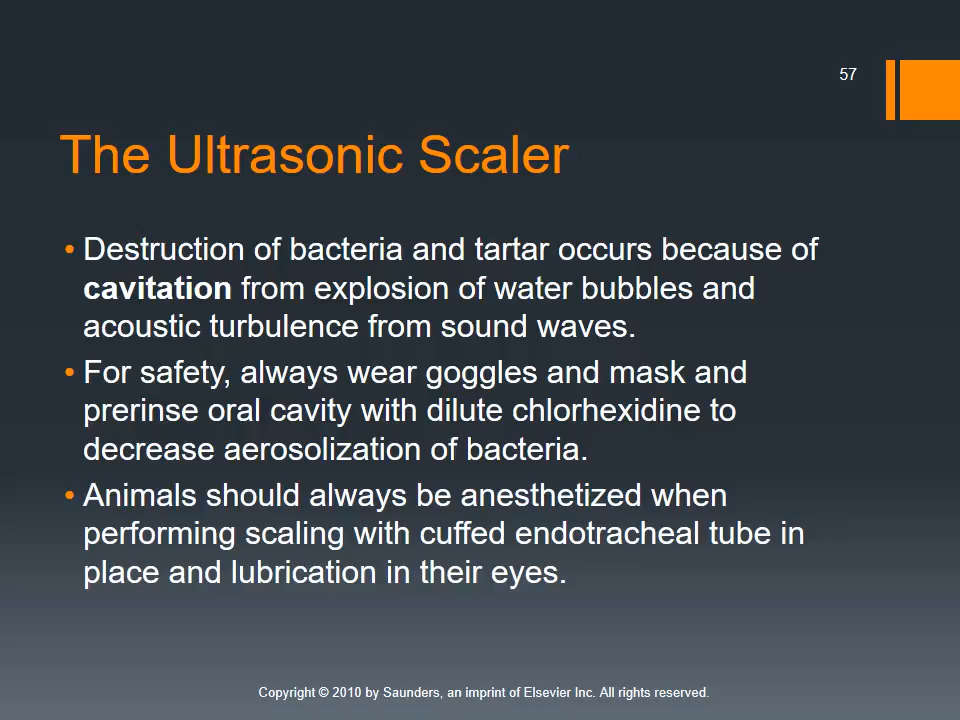 57
The Ultrasonic Scaler
• Destruction of bacteria and tartar occurs because of
cavitation from explosion of water bubbles and
acoustic turbulence from sound waves.
• For safety, always wear goggles and mask and
prerinse oral cavity with dilute chlorhexidine to
decrease aerosolization of bacteria.
• Animals should always be anesthetized when
performing scaling with cuffed endotracheal tube in
place and lubrication in their eyes.
Copyright © 2010 by Saunders, an imprint of Elsevier Inc. All rights reserved.